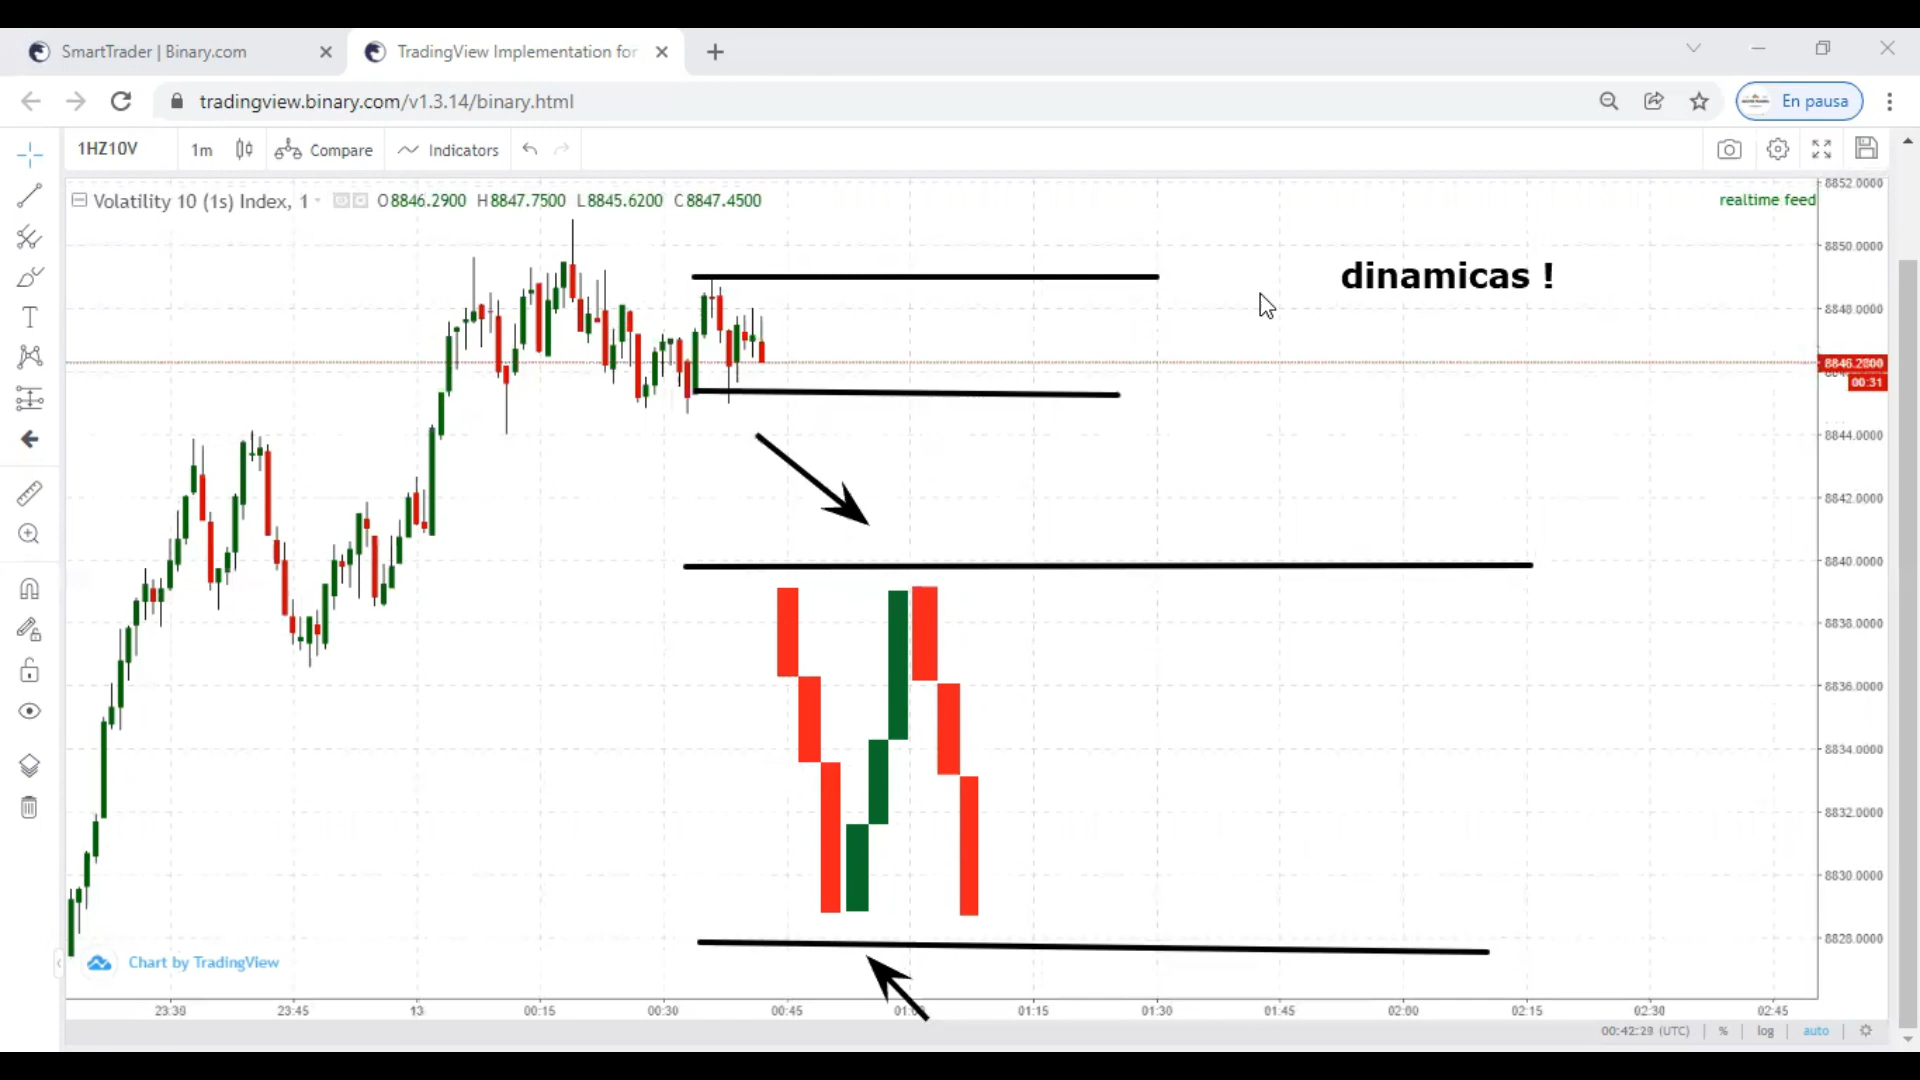 SmartTrader | Binary.com
TradingView Implementation for
tradingview.binary.com/v1.3.14/binary.html
En pausa
1HZ10V
1m
Compare
Indicators
Volatility 10 (1s) Index, 1
O8846.2900 H8847.7500 L8845.6200 C8847.4500
realtime feed
dinamicas !
8852.0000
8850.0000
8848.0000
8846.2800
00:31
8844.0000
8842.0000
8840.0000
8838.0000
8836.0000
8834.0000
8832.0000
8830.0000
8828.0000
Chart by TradingView
23:30 23:45 13 00:15 00:30 00:45 01:15 01:30 01:45 02:00 02:15 02:30 02:45
00:42:29 (UTC) % log auto